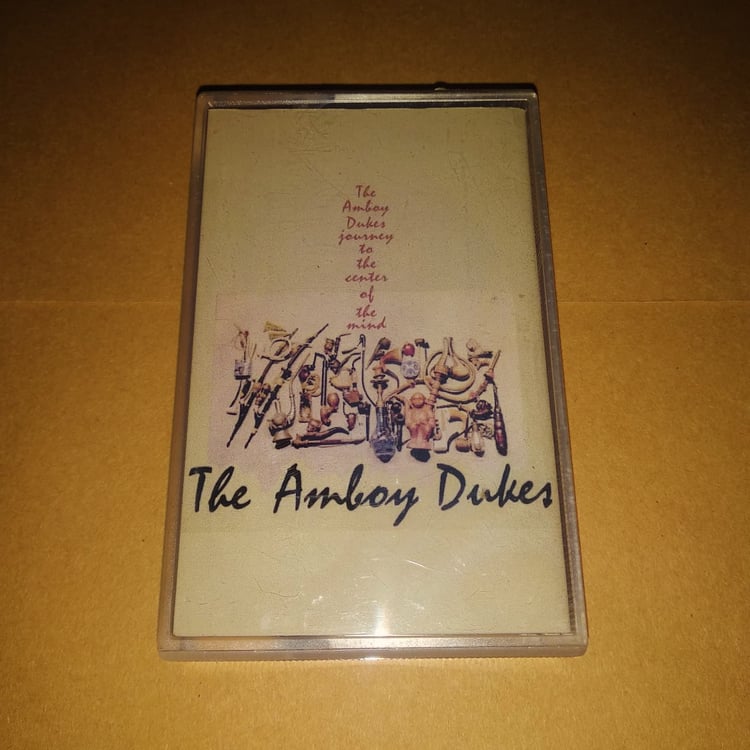 The
Amboy
Dukes
journey
to
the
center
of
the
mind
The Amboy Dukes